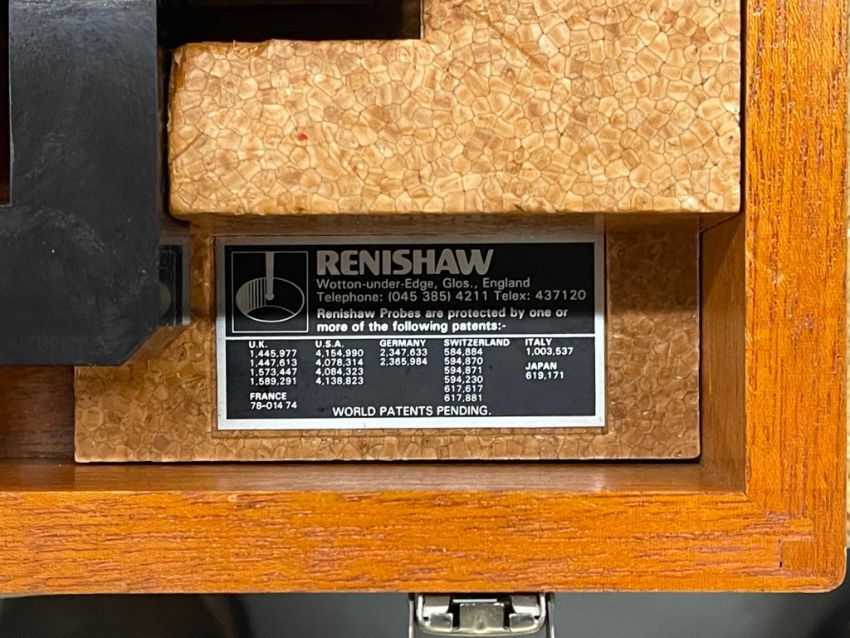 RENISHAW
Wotton-under-Edge, Glos., England
Telephone: (045 385) 4211 Telex: 437120
Renishaw Probes are protected by one or
more of the following patents:-
U.K.
1,445,977
1,447,613
1,573,447
1,589,291
FRANCE
78-014 74
U.S.A.
4,154,990
4,078,314
4,084,323
4,138,823
GERMANY
2,347,633
2,365,984
SWITZERLAND
584,884
594,870
594,871
594,230
617,617
617,881
ITALY
1,003,537
JAPAN
619,171
WORLD PATENTS PENDING.